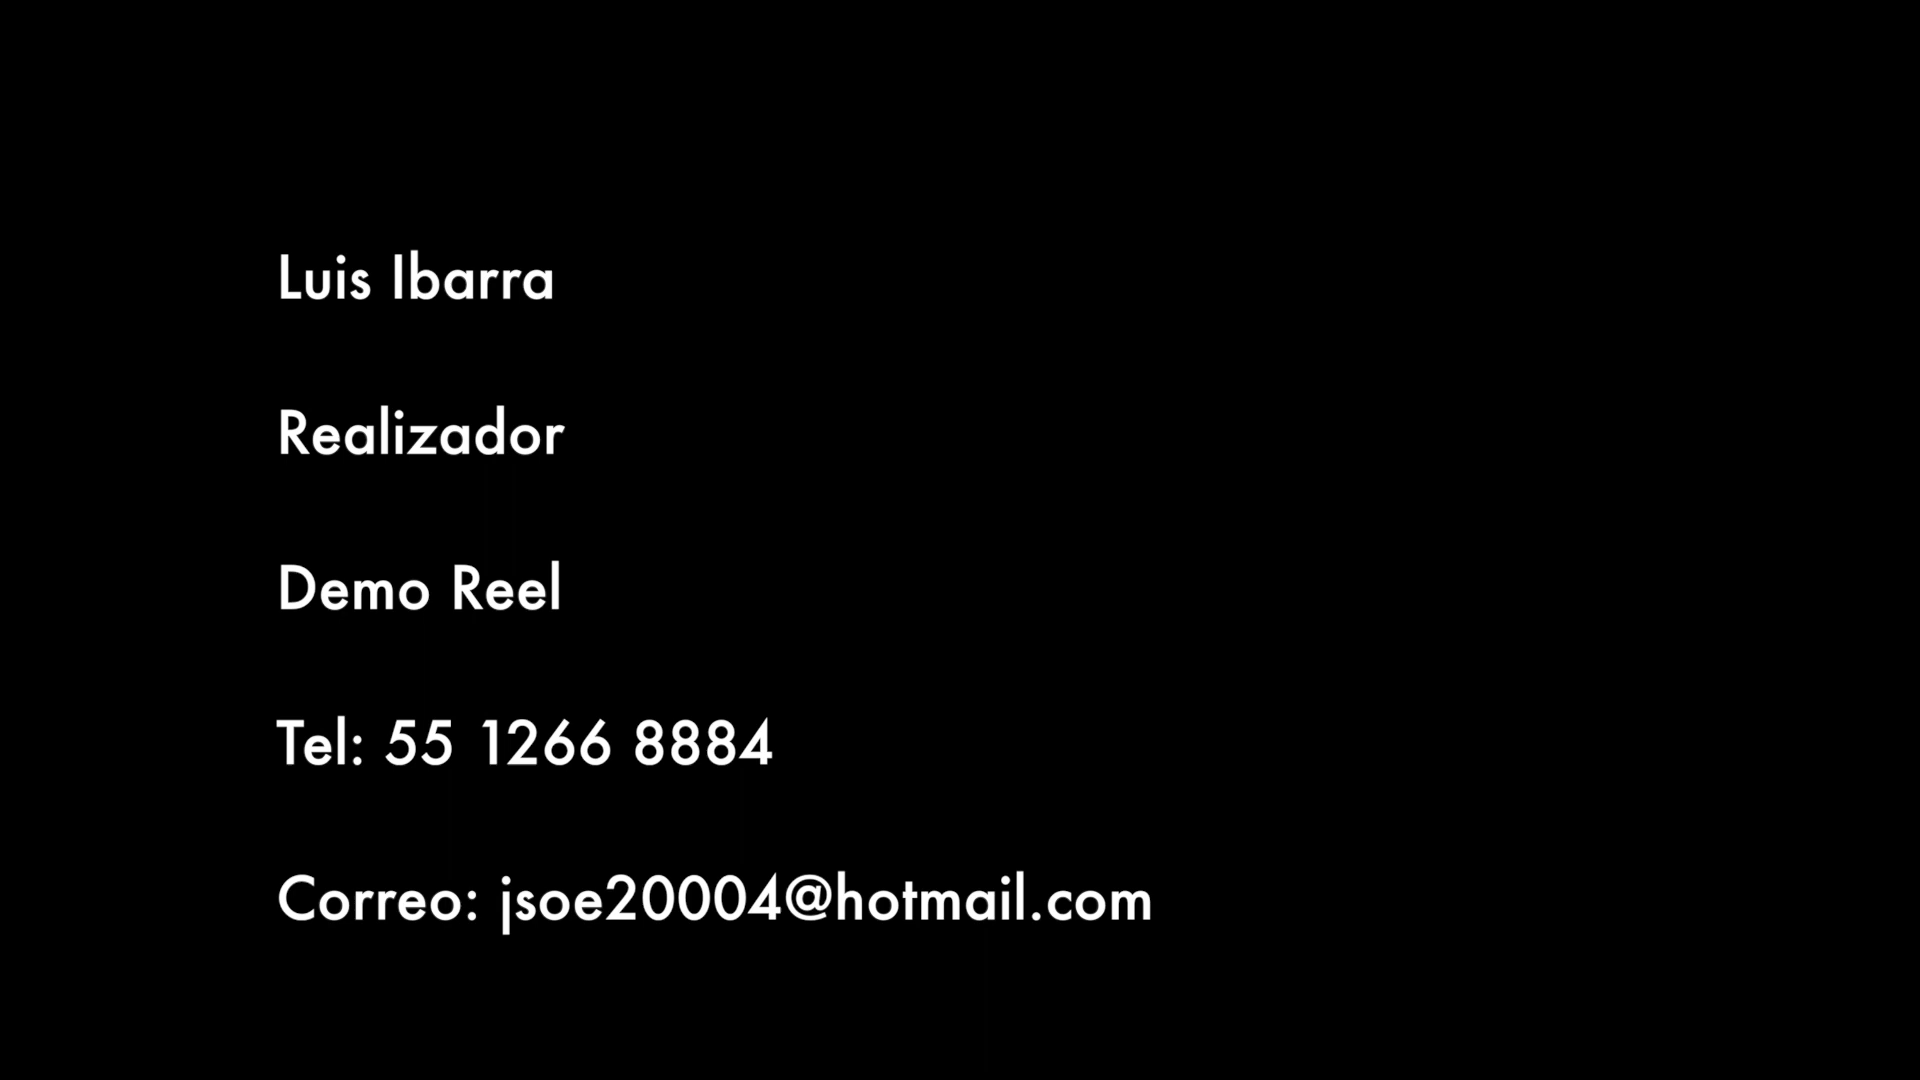 Luis Ibarra
Realizador
Demo Reel
Tel: 55 1266 8884
Correo: jsoe20004@hotmail.com